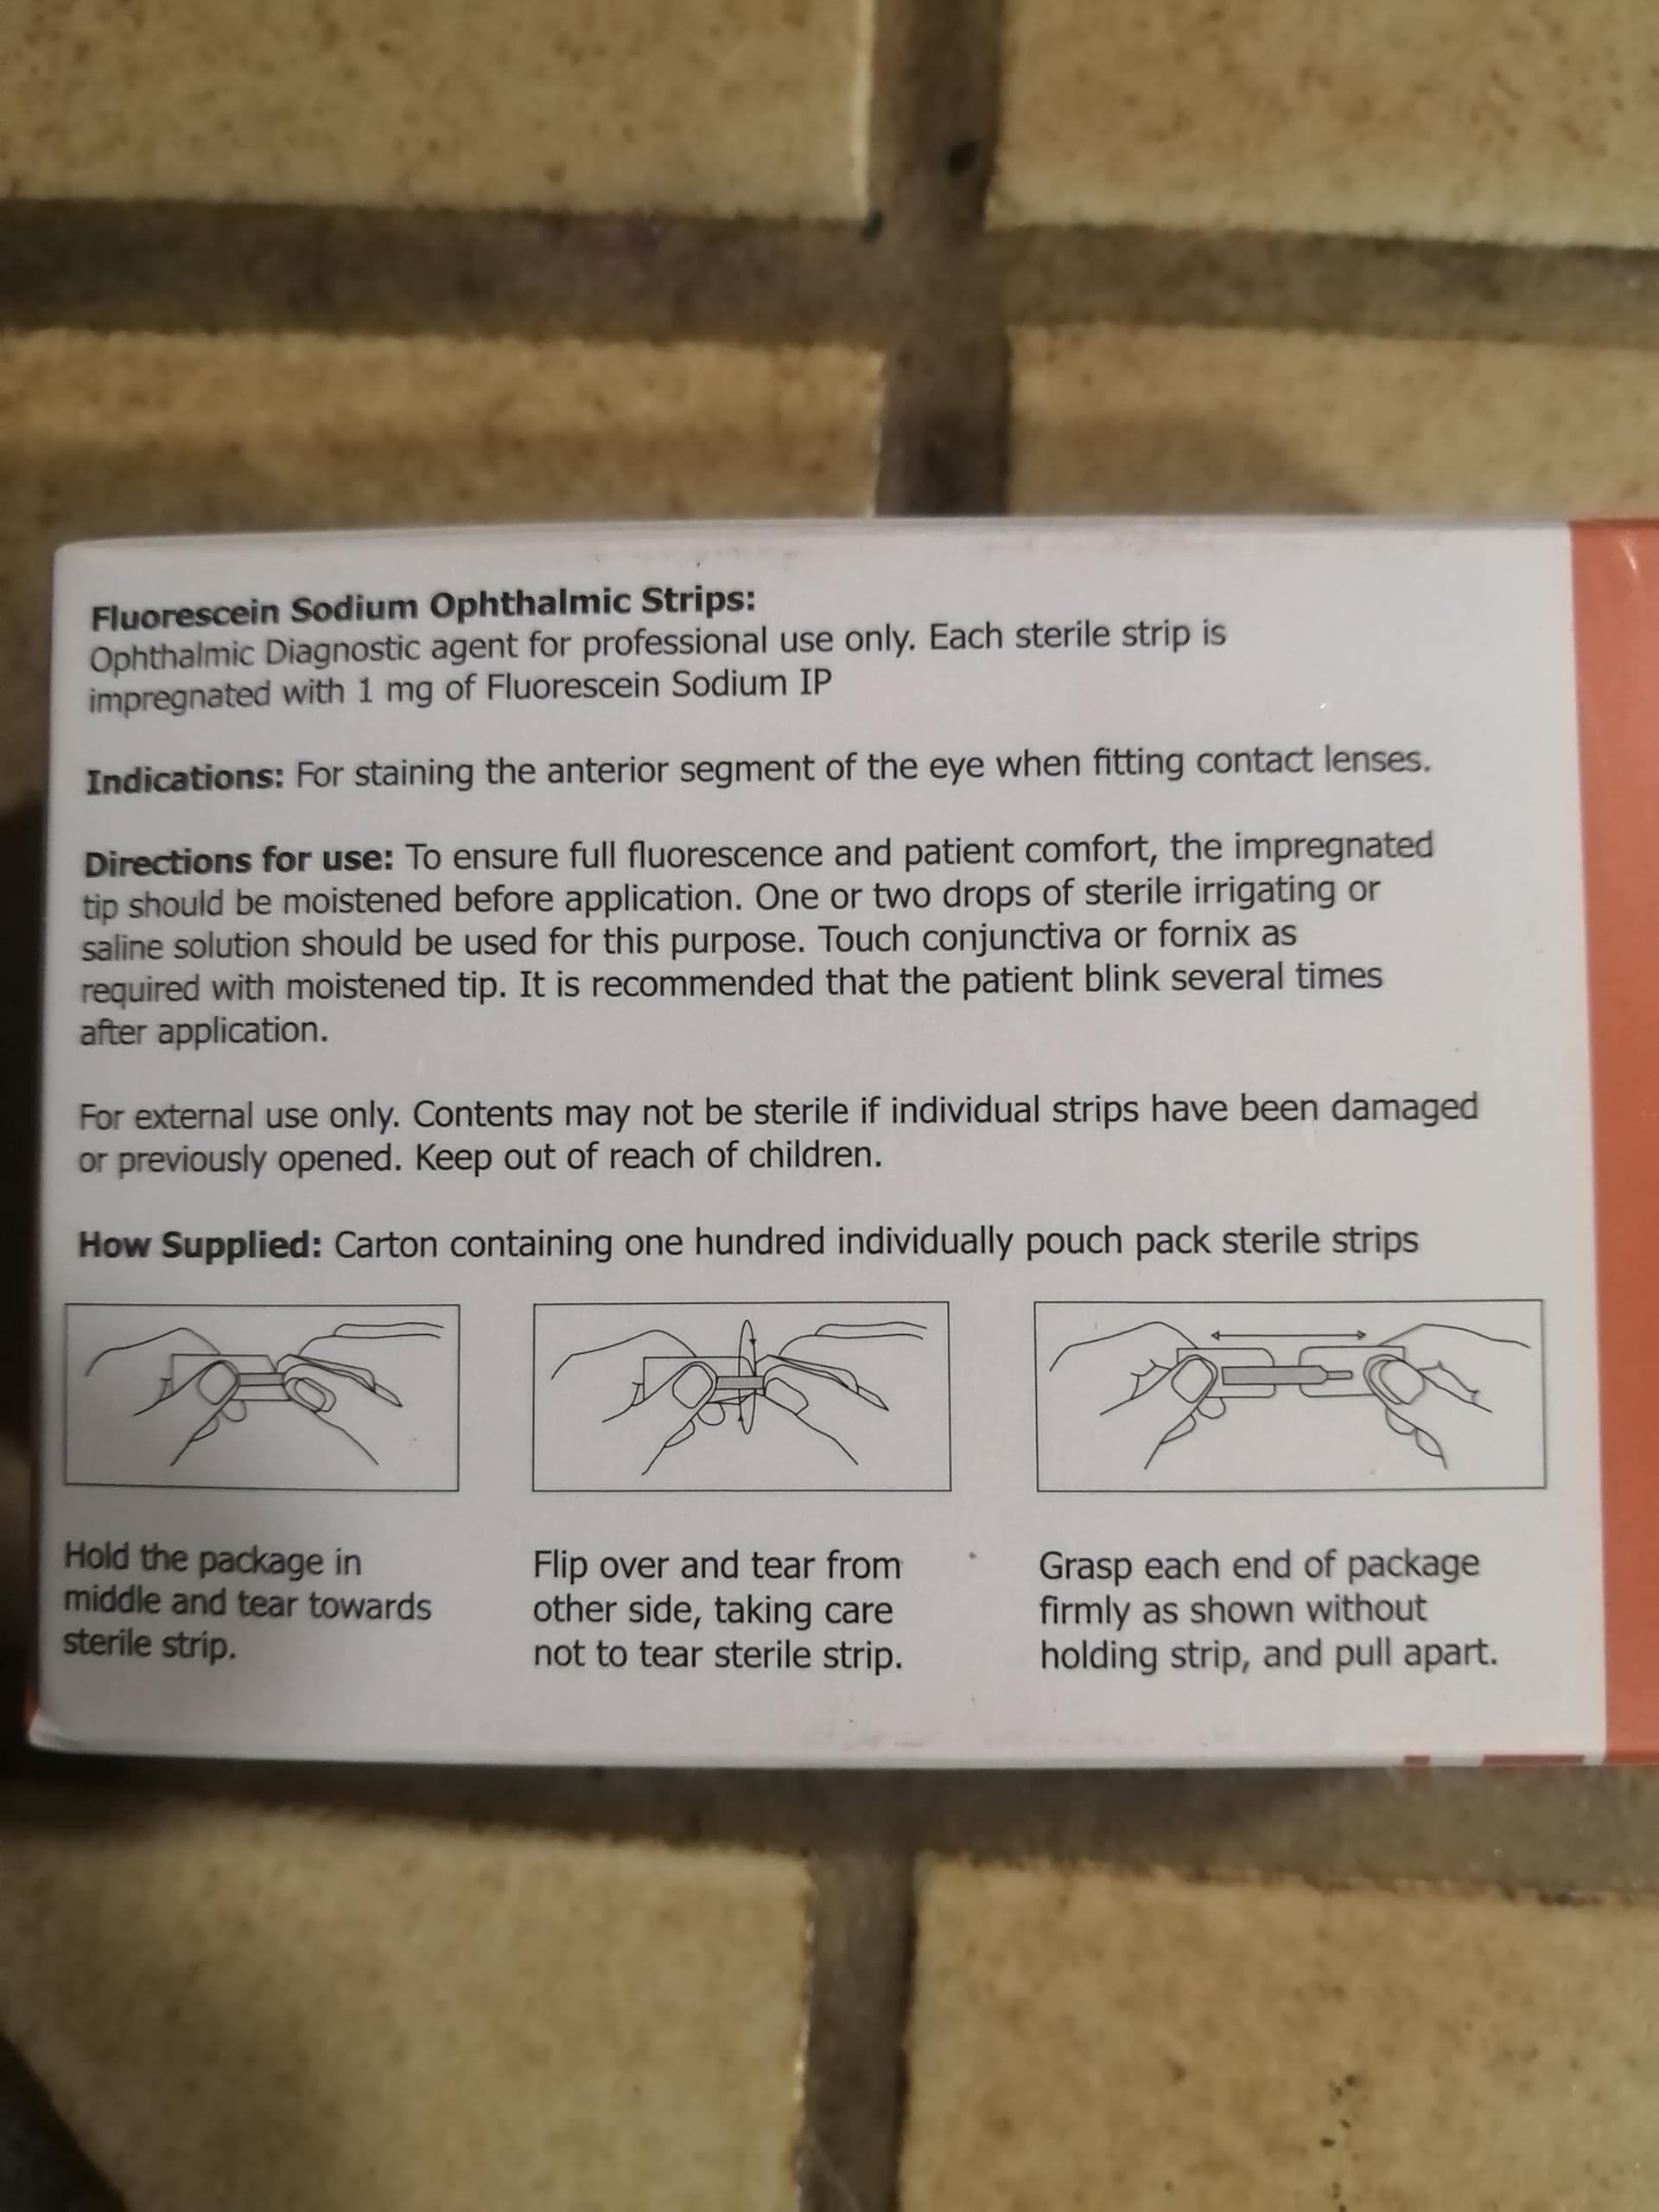 Fluorescein Sodium Ophthalmic Strips:
Ophthalmic Diagnostic agent for professional use only. Each sterile strip is
impregnated with 1 mg of Fluorescein Sodium IP
Indications: For staining the anterior segment of the eye when fitting contact lenses.
Directions for use: To ensure full fluorescence and patient comfort, the impregnated
tip should be moistened before application. One or two drops of sterile irrigating or
saline solution should be used for this purpose. Touch conjunctiva or fornix as
required with moistened tip. It is recommended that the patient blink several times
after application.
For external use only. Contents may not be sterile if individual strips have been damaged
or previously opened. Keep out of reach of children.
How Supplied: Carton containing one hundred individually pouch pack sterile strips
Hold the package in
middle and tear towards
sterile strip.
Flip over and tear from
other side, taking care
not to tear sterile strip.
Grasp each end of package
firmly as shown without
holding strip, and pull apart.